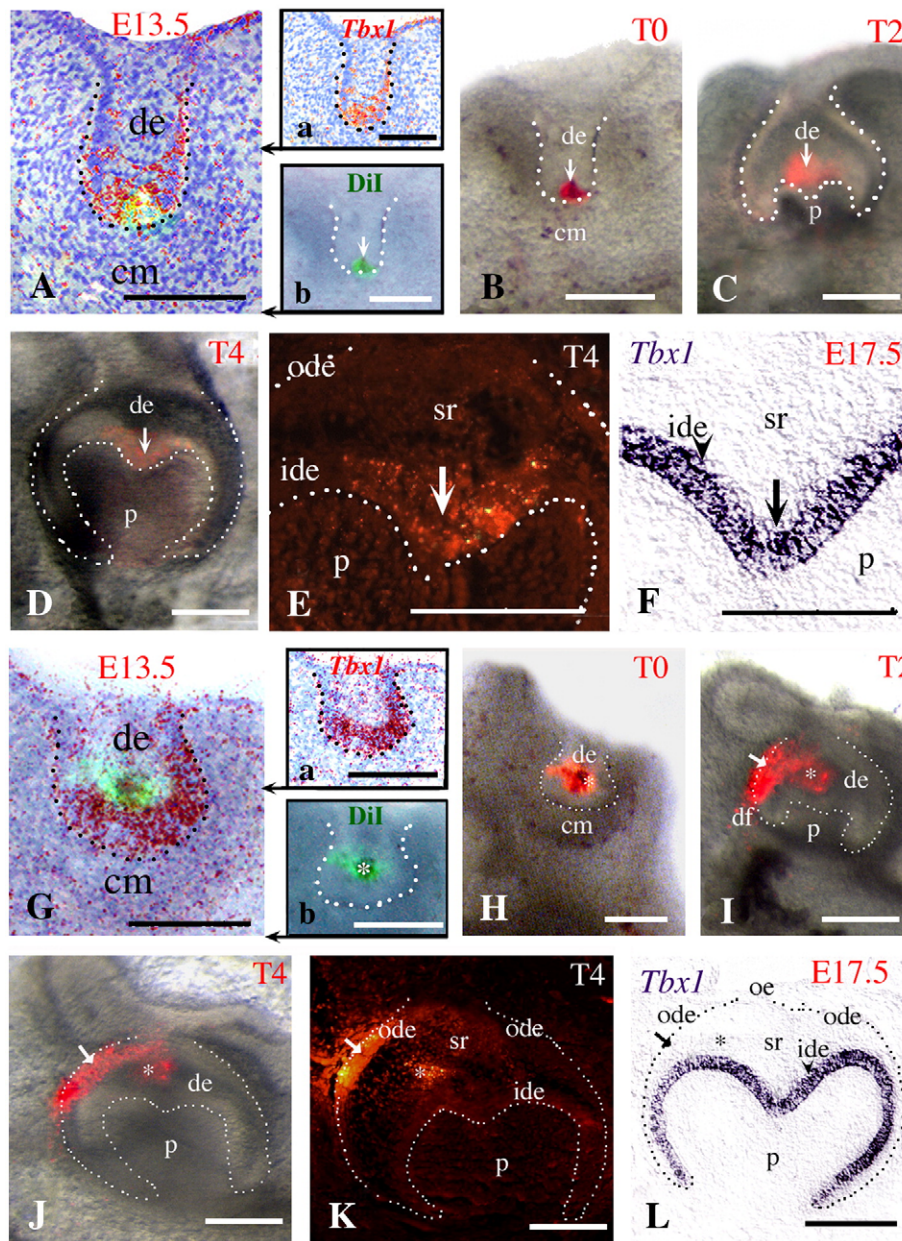 E13.5
de
cm
A
Tbx1
a
DiI
b
T0
de
cm
B
T2
de
p
C
T4
de
p
D
T4
ode
sr
ide
p
E
Tbx1
E17.5
ide
sr
p
F
E13.5
de
cm
G
Tbx1
a
DiI
*
b
T0
de
*
cm
H
T2
*
de
df
p
I
T4
*
de
p
J
T4
ode
ode
sr
*
ide
p
K
Tbx1
E17.5
oe
ode
ode
*
sr
ide
p
L